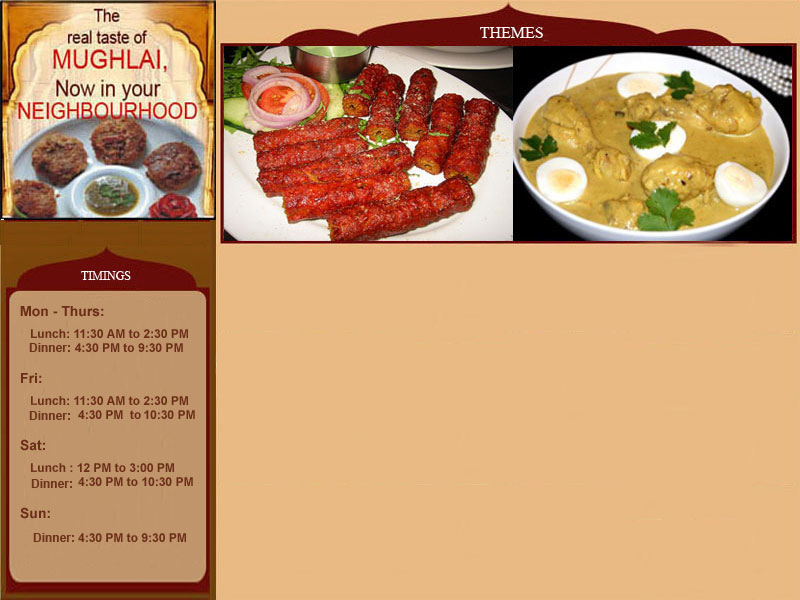 The
real taste of
MUGHLAI,
Now in your
NEIGHBOURHOOD
THEMES
TIMINGS
Mon - Thurs:
Lunch: 11:30 AM to 2:30 PM
Dinner: 4:30 PM to 9:30 PM
Fri:
Lunch: 11:30 AM to 2:30 PM
Dinner: 4:30 PM to 10:30 PM
Sat:
Lunch : 12 PM to 3:00 PM
Dinner: 4:30 PM to 10:30 PM
Sun:
Dinner: 4:30 PM to 9:30 PM